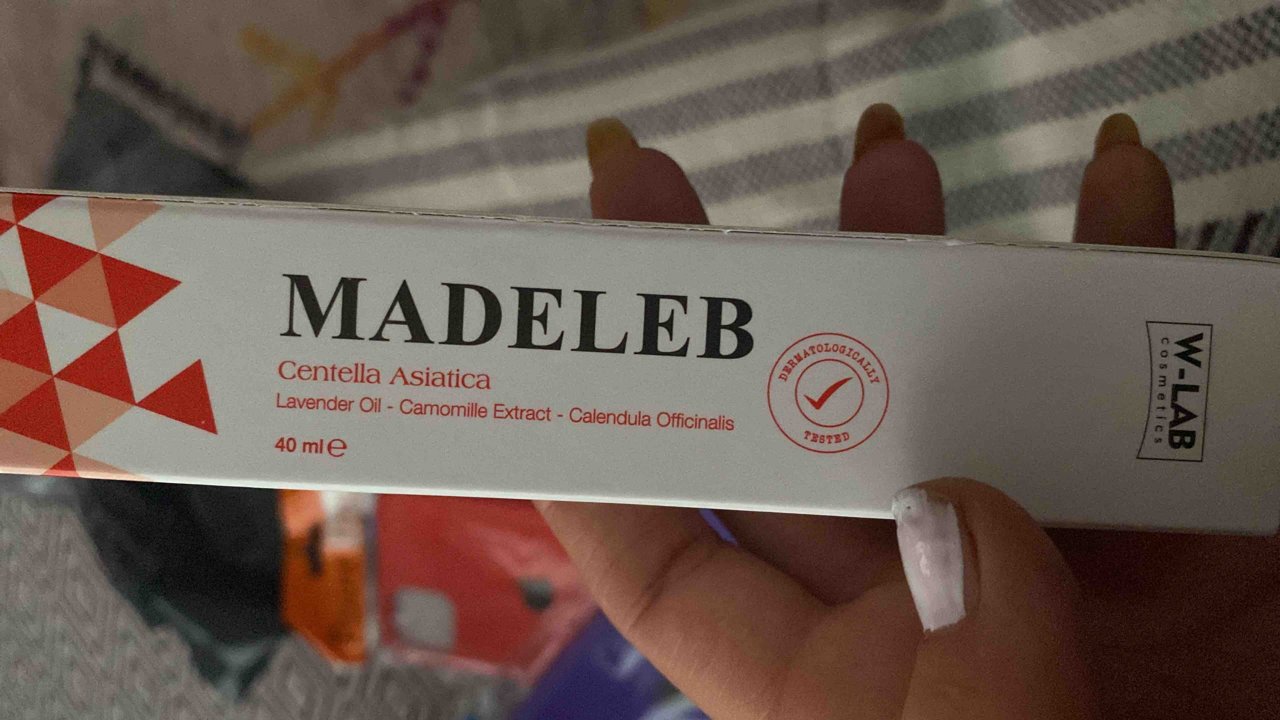 MADELEB
Centella Asiatica
Lavender Oil - Camomille Extract - Calendula Officinalis
40 ml ℮
DERMATOLOGICALLY
TESTED
W-LAB
cosmetics